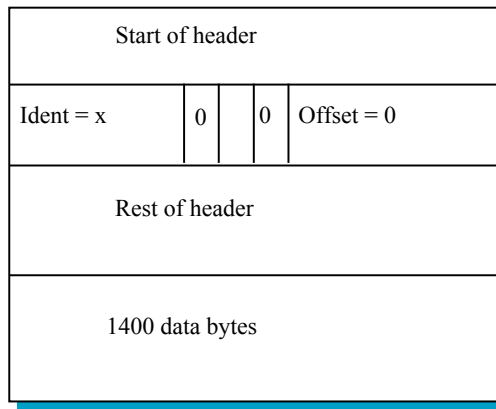 Start of header
Ident = x 0 0 Offset = 0
Rest of header
1400 data bytes